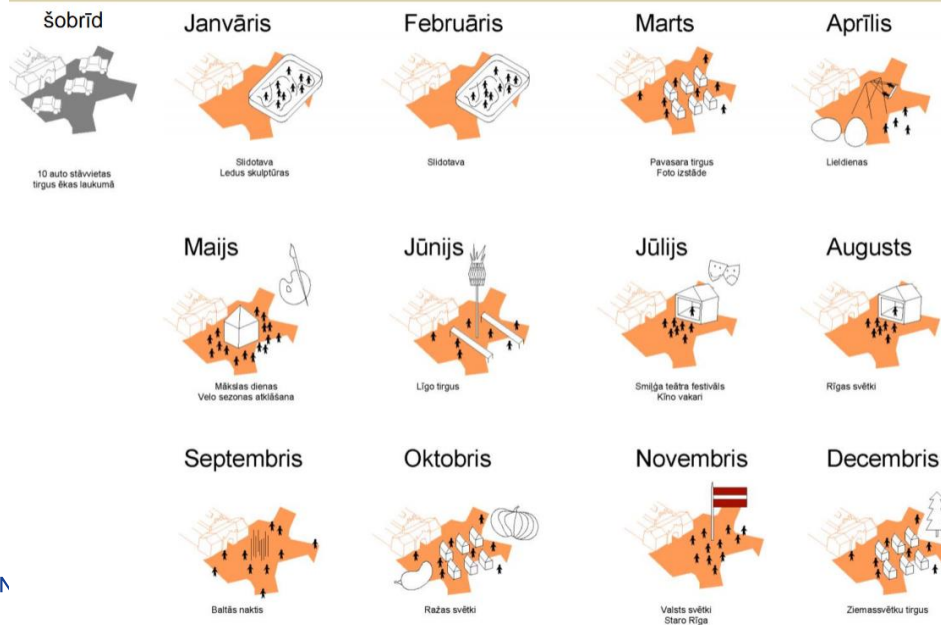 šobrīd
10 auto stāvvietas
tirgus ēkas laukumā
Janvāris
Slidotava
Ledus skulptūras
Februāris
Slidotava
Marts
Pavasara tirgus
Foto izstāde
Aprīlis
Lieldienas
Maijs
Mākslas dienas
Velo sezonas atklāšana
Jūnijs
Līgo tirgus
Jūlijs
Smiļģa teātra festivāls
Kīno vakari
Augusts
Rīgas svētki
Septembris
Baltās naktis
Oktobris
Ražas svētki
Novembris
Valsts svētki
Staro Rīga
Decembris
Ziemassvētku tirgus
N